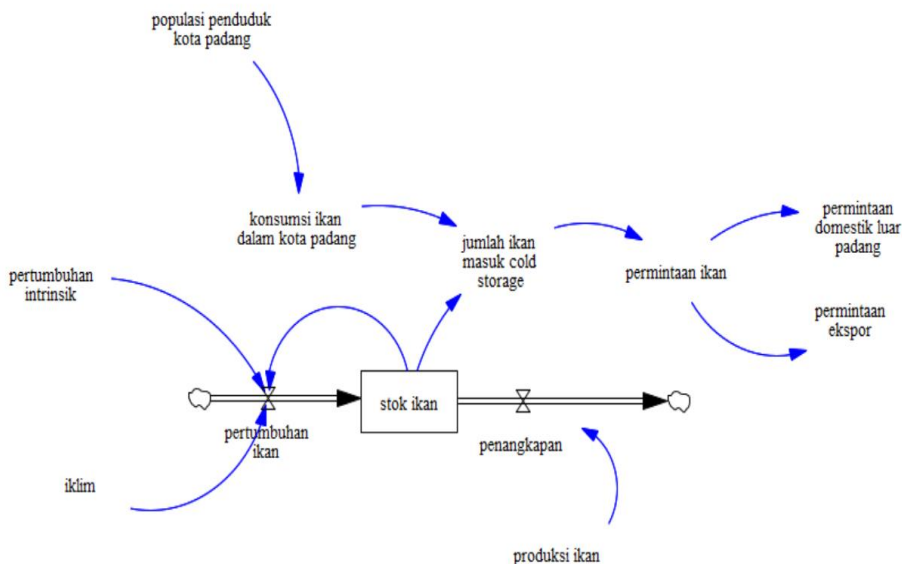 populasi penduduk
kota padang
konsumsi ikan
dalam kota padang
jumlah ikan
masuk cold
storage
permintaan ikan
permintaan
domestik luar
padang
permintaan
ekspor
pertumbuhan
intrinsik
stok ikan
pertumbuhan
ikan
penangkapan
iklim
produksi ikan